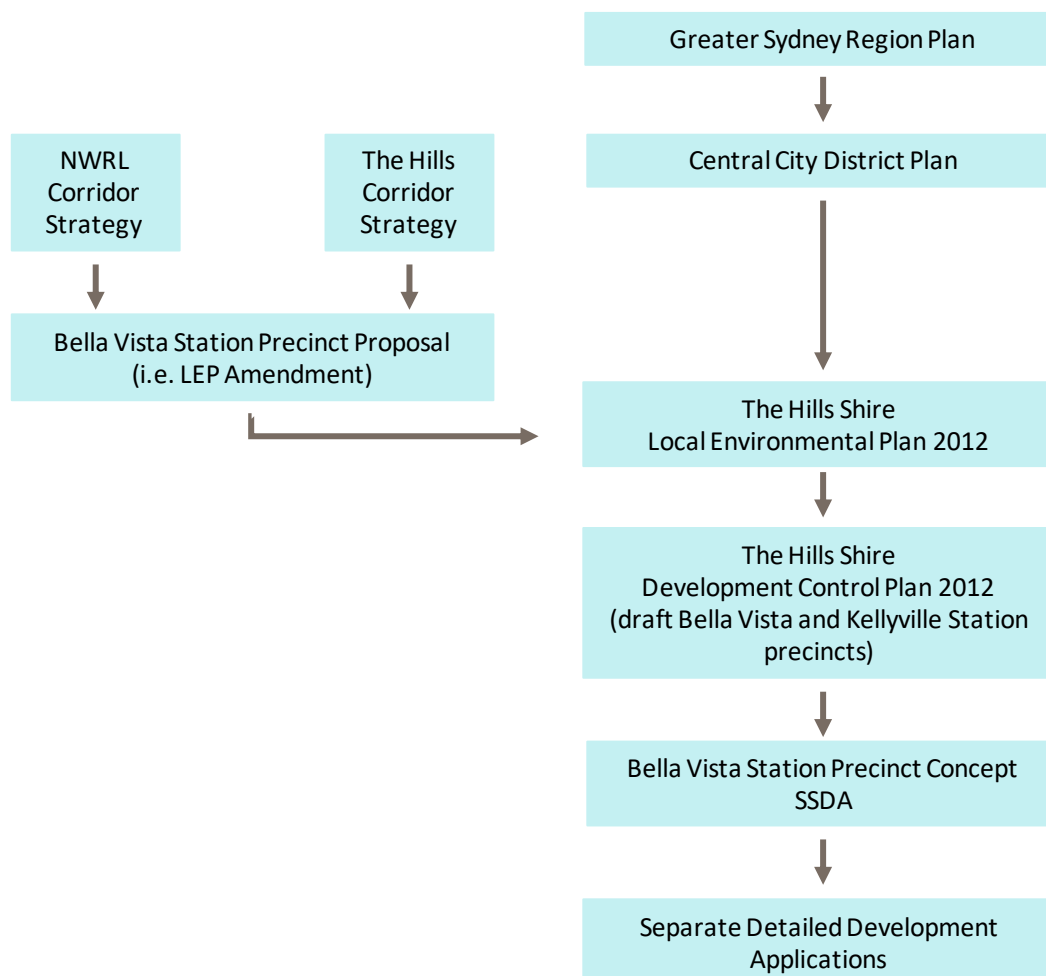 Greater Sydney Region Plan
Central City District Plan
NWRL
Corridor
Strategy
The Hills
Corridor
Strategy
Bella Vista Station Precinct Proposal
(i.e. LEP Amendment)
The Hills Shire
Local Environmental Plan 2012
The Hills Shire
Development Control Plan 2012
(draft Bella Vista and Kellyville Station
precincts)
Bella Vista Station Precinct Concept
SSDA
Separate Detailed Development
Applications